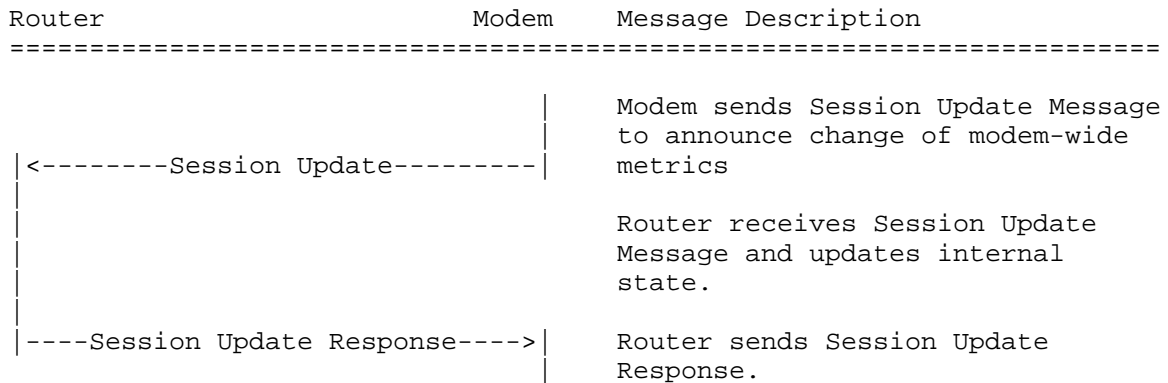 Router                       Modem    Message Description
========================================================================

                                 |    Modem sends Session Update Message
                                 |    to announce change of modem-wide
|<--------Session Update---------|    metrics
|
|                                     Router receives Session Update
|                                     Message and updates internal
|                                     state.
|
|----Session Update Response---->|    Router sends Session Update
                                 |    Response.